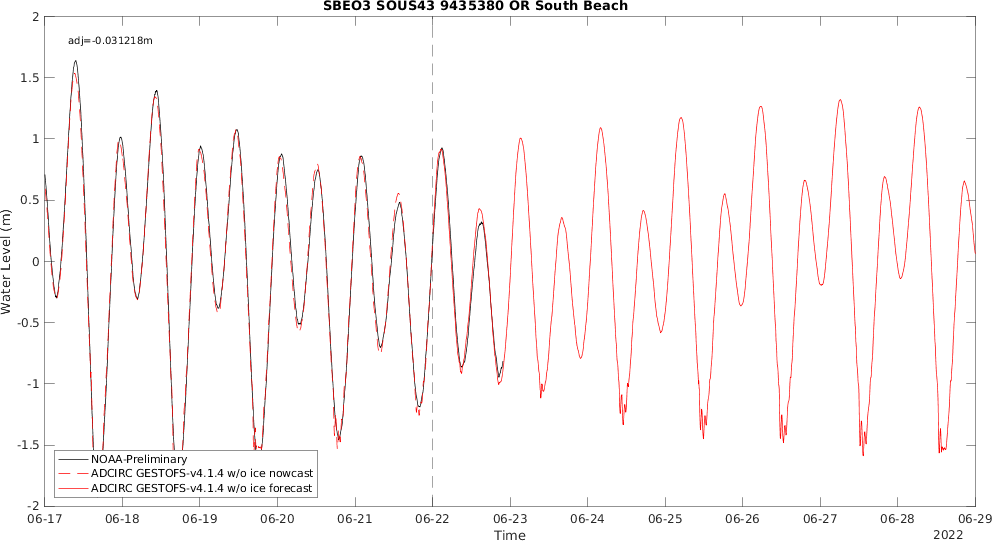 SBEO3 SOUS43 9435380 OR South Beach
adj=-0.031218m
2
1.5
1
0.5
0
-0.5
-1
-1.5
-2
Water Level (m)
NOAA-Preliminary
ADCIRC GESTOFS-v4.1.4 w/o ice nowcast
ADCIRC GESTOFS-v4.1.4 w/o ice forecast
06-17 06-18 06-19 06-20 06-21 06-22 06-23 06-24 06-25 06-26 06-27 06-28 06-29
Time
2022